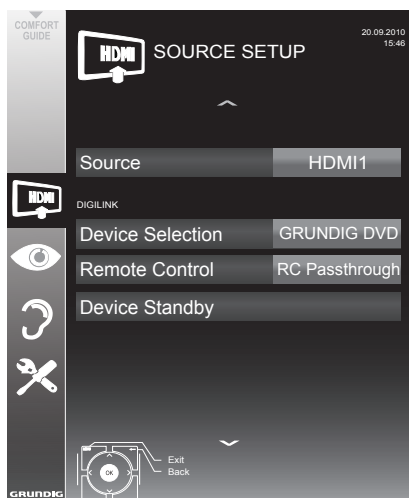 COMFORT
GUIDE
HDMI
SOURCE SETUP
20.09.2010
15:46
Source HDMI1
HDMI
DIGILINK
Device Selection GRUNDIG DVD
Remote Control RC Passthrough
Device Standby
Exit
OK
Back
GRUNDIG